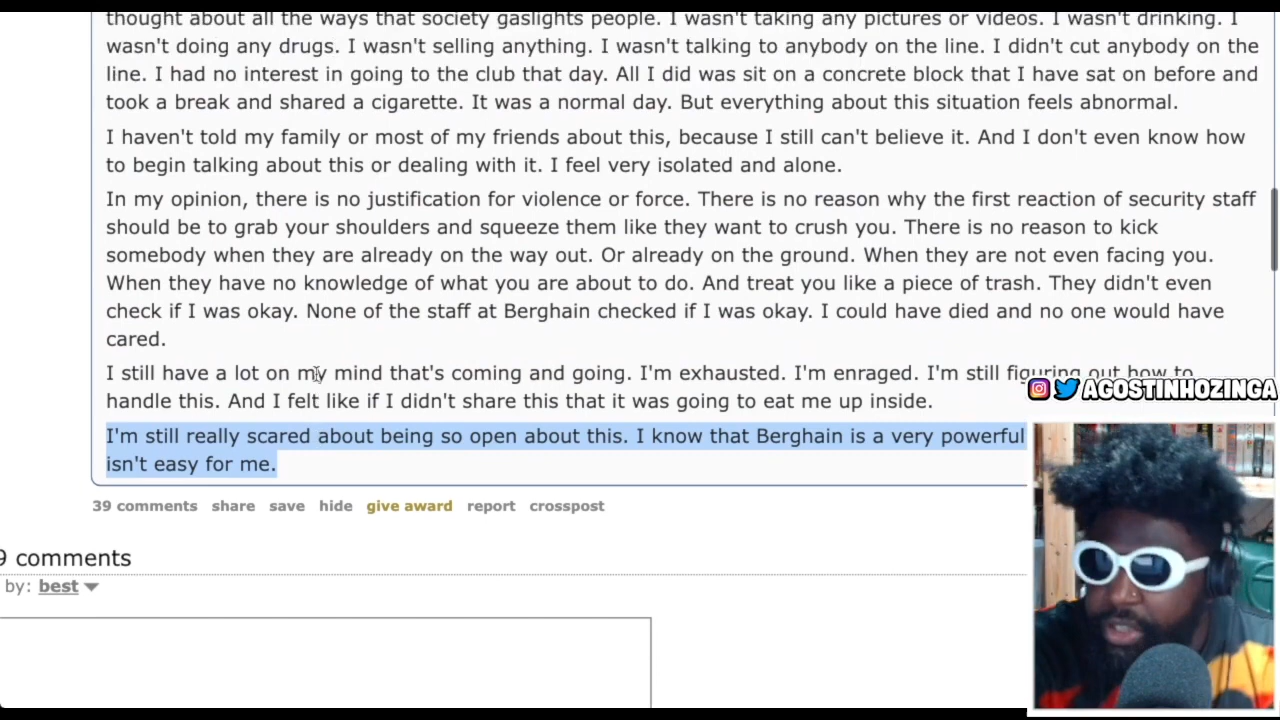 thought about all the ways that society gaslights people. I wasn't taking any pictures or videos. I wasn't drinking. I
wasn't doing any drugs. I wasn't selling anything. I wasn't talking to anybody on the line. I didn't cut anybody on the
line. I had no interest in going to the club that day. All I did was sit on a concrete block that I have sat on before and
took a break and shared a cigarette. It was a normal day. But everything about this situation feels abnormal.
I haven't told my family or most of my friends about this, because I still can't believe it. And I don't even know how
to begin talking about this or dealing with it. I feel very isolated and alone.
In my opinion, there is no justification for violence or force. There is no reason why the first reaction of security staff
should be to grab your shoulders and squeeze them like they want to crush you. There is no reason to kick
somebody when they are already on the way out. Or already on the ground. When they are not even facing you.
When they have no knowledge of what you are about to do. And treat you like a piece of trash. They didn't even
check if I was okay. None of the staff at Berghain checked if I was okay. I could have died and no one would have
cared.
I still have a lot on my mind that's coming and going. I'm exhausted. I'm enraged. I'm still figuring out how to
handle this. And I felt like if I didn't share this that it was going to eat me up inside.
AGOSTINHOZINGA
I'm still really scared about being so open about this. I know that Berghain is a very powerful
isn't easy for me.
39 comments share save hide give award report crosspost
9 comments
by: best